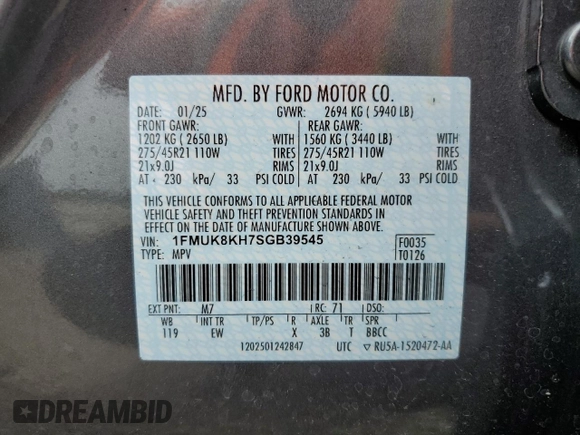 MFD. BY FORD MOTOR CO.
DATE: 01/25 GVWR: 2694 KG ( 5940 LB)
FRONT GAWR: REAR GAWR:
1202 KG ( 2650 LB) WITH 1560 KG ( 3440 LB) WITH
275/45R21 110W TIRES 275/45R21 110W TIRES
21x9.0J RIMS 21x9.0J RIMS
AT 230 kPa/ 33 PSI COLD AT 230 kPa/ 33 PSI COLD
THIS VEHICLE CONFORMS TO ALL APPLICABLE FEDERAL MOTOR
VEHICLE SAFETY AND THEFT PREVENTION STANDARDS IN
EFFECT ON THE DATE OF MANUFACTURE SHOWN ABOVE.
VIN: 1FMUK8KH7SGB39545 F0035
TYPE: MPV T0126
EXT PNT: M7 RC: 71 DSO:
WB INT TR TP/PS R AXLE TR SPR
119 EW X 3B T BBCC
1202501242847 UTC ▽ RU5A-1520472-AA
DREAMBID